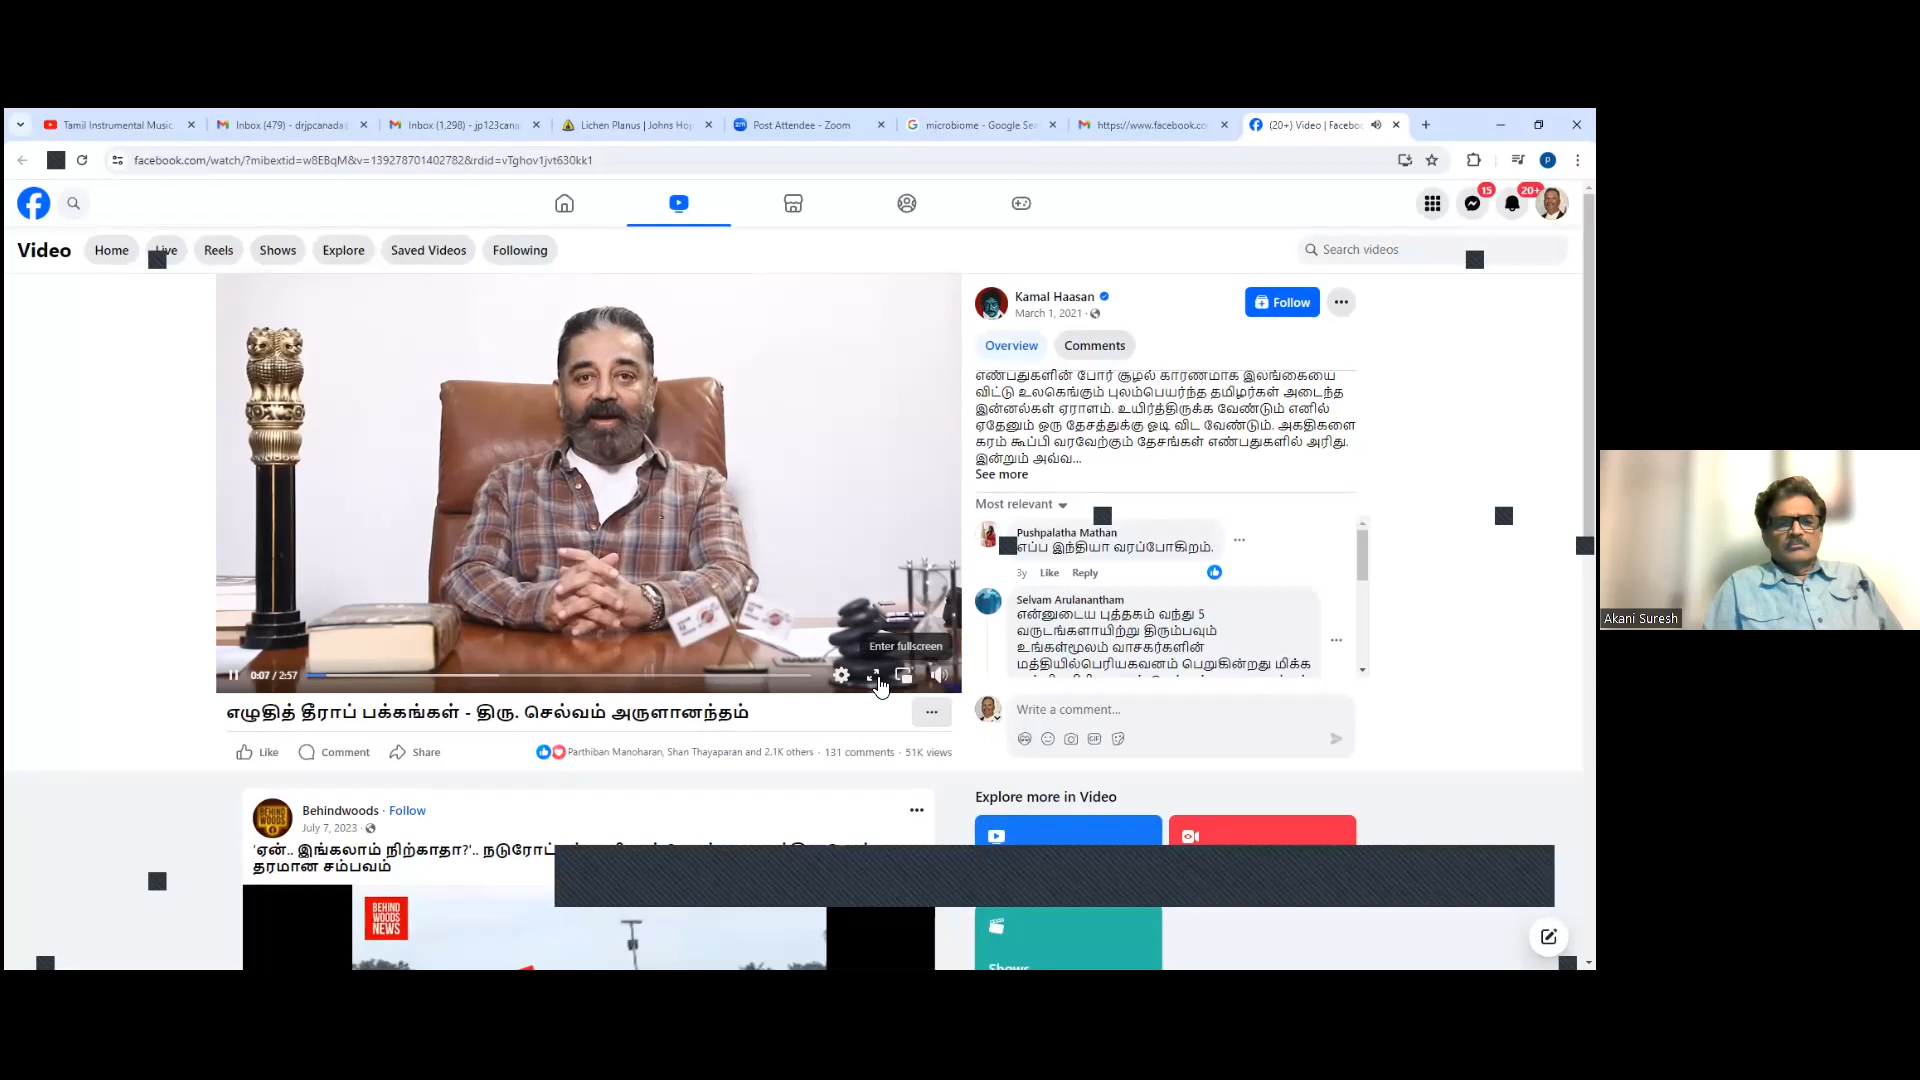 Tamil Instrumental Music
Inbox (479) - drjpcanada
Inbox (1,298) - jp123cana
Lichen Planus | Johns Hop
Post Attendee - Zoom
microbiome - Google Sea
https://www.facebook.co
(20+) Video | Faceboo
facebook.com/watch/?mibextid=w8EBqM&v=139278701402782&rdid=vTghov1jvt630kk1
15
20+
Video
Home
Live
Reels
Shows
Explore
Saved Videos
Following
Search videos
Enter fullscreen
0:07 / 2:57
எழுதித் தீராப் பக்கங்கள் - திரு. செல்வம் அருளானந்தம்
Like
Comment
Share
Parthiban Manoharan, Shan Thayaparan and 2.1K others · 131 comments · 51K views
Kamal Haasan
March 1, 2021 ·
Follow
Overview
Comments
எண்பதுகளின் போர் சூழல் காரணமாக இலங்கையை
விட்டு உலகெங்கும் புலம்பெயர்ந்த தமிழர்கள் அடைந்த
இன்னல்கள் ஏராளம். உயிர்த்திருக்க வேண்டும் எனில்
ஏதேனும் ஒரு தேசத்துக்கு ஓடி விட வேண்டும். அகதிகளை
கரம் கூப்பி வரவேற்கும் தேசங்கள் எண்பதுகளில் அரிது.
இன்றும் அவ்வ...
See more
Most relevant
Pushpalatha Mathan
எப்ப இந்தியா வரப்போகிறம்.
3y Like Reply
Selvam Arulanantham
என்னுடைய புத்தகம் வந்து 5
வருடங்களாயிற்று திரும்பவும்
உங்கள்மூலம் வாசகர்களின்
மத்தியில்பெரியகவனம் பெறுகின்றது மிக்க
Write a comment...
GIF
Behindwoods · Follow
July 7, 2023 ·
'ஏன்.. இங்கலாம் நிற்காதா?'.. நடுரோட்
தரமான சம்பவம்
BEHIND
WOODS
NEWS
Explore more in Video
Shows
Akani Suresh